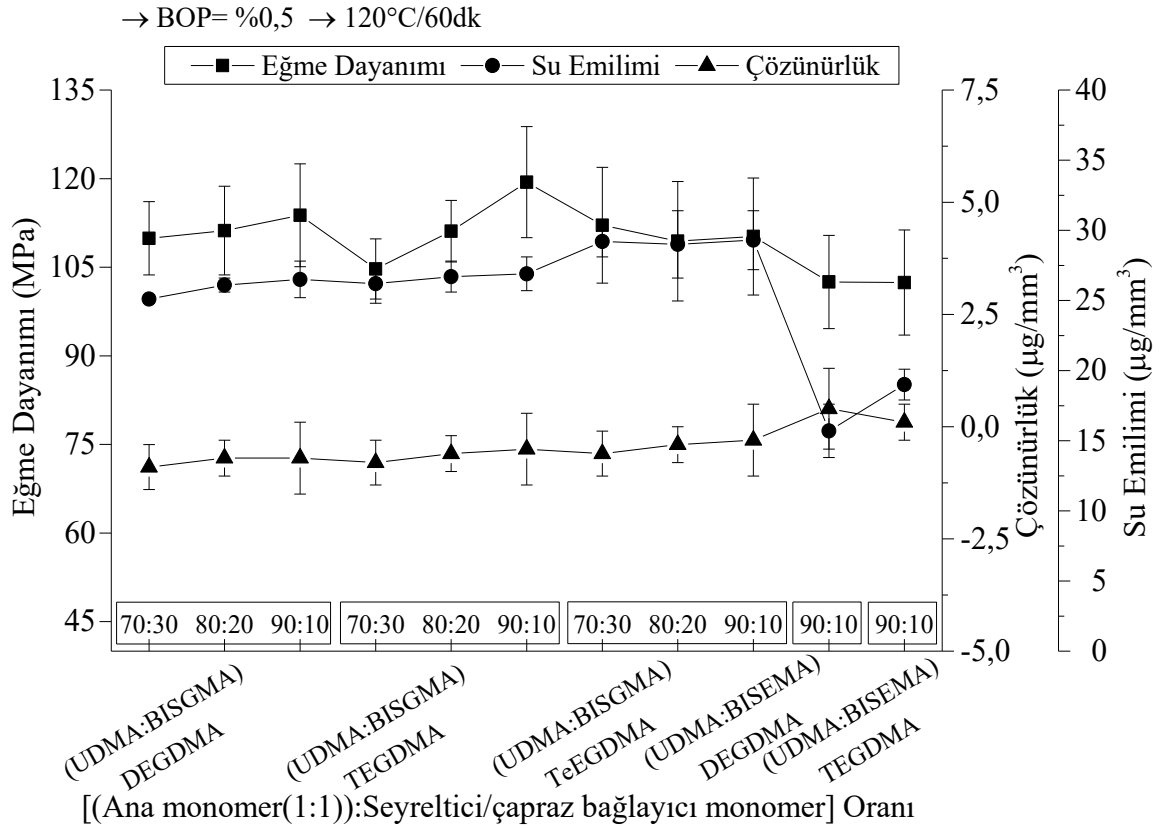 → BOP= %0,5 → 120°C/60dk
Eğme Dayanımı Su Emilimi Çözünürlük
135
120
105
90
75
60
45
Eğme Dayanımı (MPa)
7,5
5,0
2,5
0,0
-2,5
-5,0
Çözünürlük (µg/mm³)
40
35
30
25
20
15
10
5
0
Su Emilimi (µg/mm³)
70:30 80:20 90:10 70:30 80:20 90:10 70:30 80:20 90:10 90:10 90:10
(UDMA:BISGMA)
DEGDMA
(UDMA:BISGMA)
TEGDMA
(UDMA:BISGMA)
TeEGDMA
(UDMA:BISEMA)
DEGDMA
(UDMA:BISEMA)
TEGDMA
[(Ana monomer(1:1)):Seyreltici/çapraz bağlayıcı monomer] Oranı